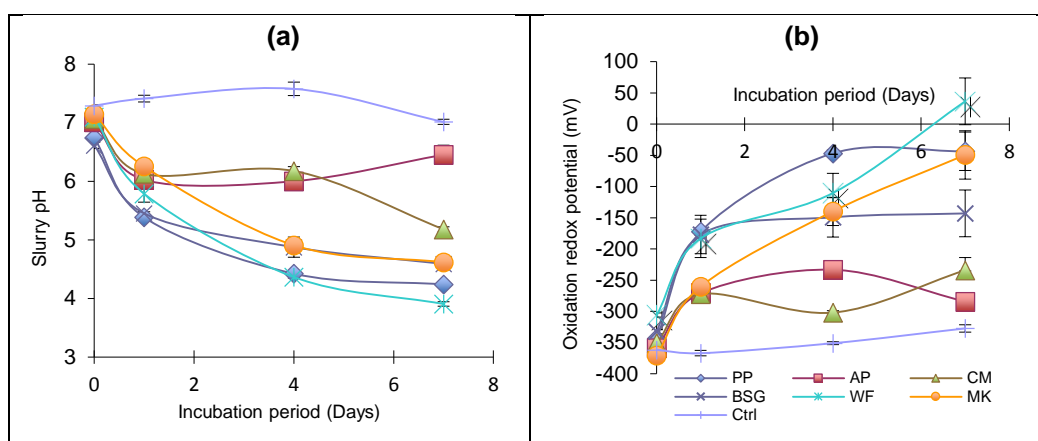 (a)
8
7
6
5
4
3
Slurry pH
0 2 4 6 8
Incubation period (Days)
(b)
100
50
0
-50
-100
-150
-200
-250
-300
-350
-400
Oxidation redox potential (mV)
Incubation period (Days)
0 2 4 6 8
PP AP CM
BSG WF MK
Ctrl